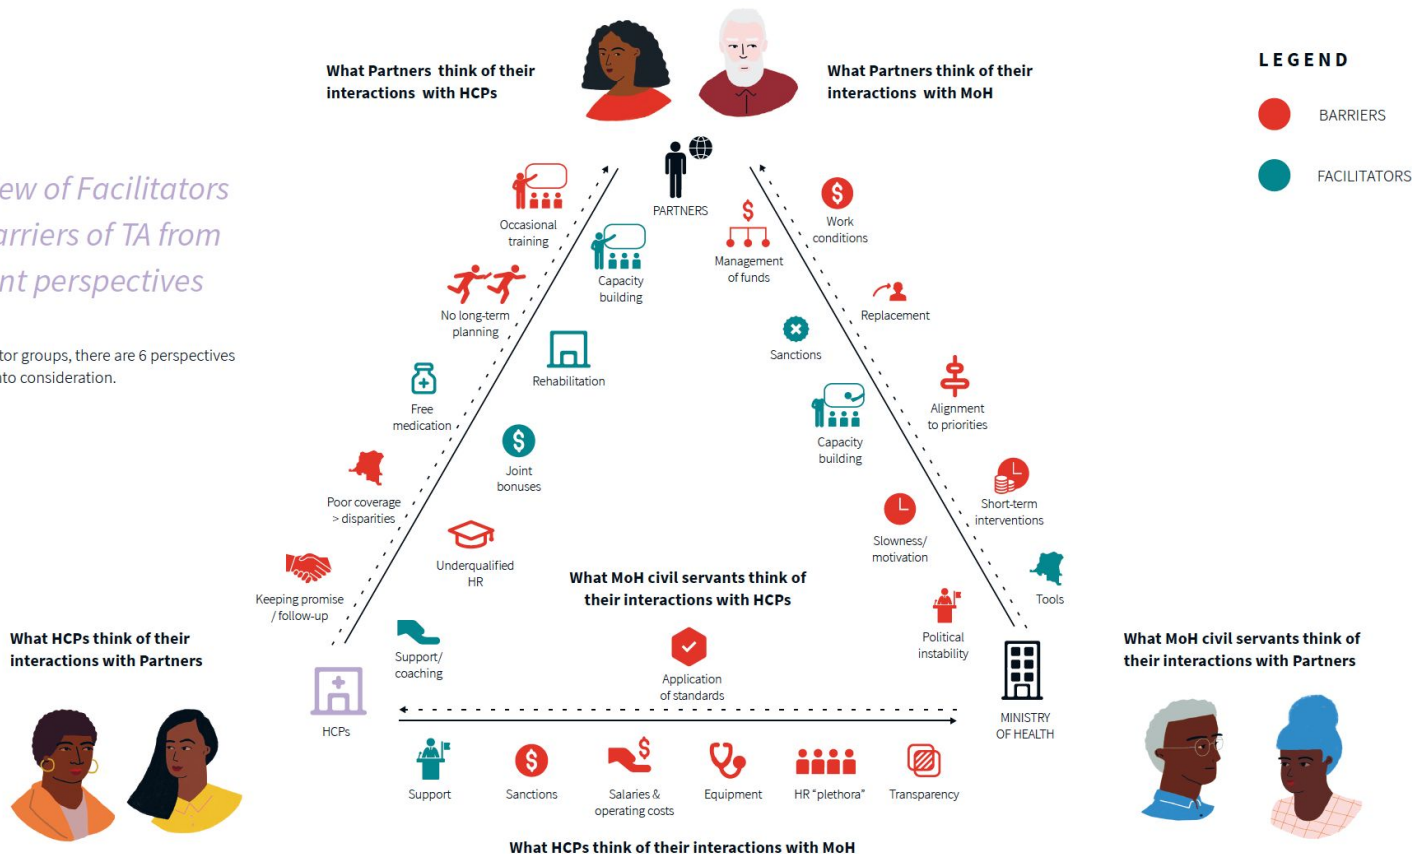 What Partners think of their
interactions with HCPs
What Partners think of their
interactions with MoH
LEGEND
BARRIERS
FACILITATORS
ew of Facilitators
arriers of TA from
nt perspectives
tor groups, there are 6 perspectives
nto consideration.
PARTNERS
Occasional
training
Capacity
building
No long-term
planning
Rehabilitation
Free
medication
Joint
bonuses
Poor coverage
> disparities
Underqualified
HR
Keeping promise
/ follow-up
Support/
coaching
Management
of funds
Work
conditions
Replacement
Sanctions
Alignment
to priorities
Capacity
building
Short-term
interventions
Slowness/
motivation
Tools
Political
instability
What MoH civil servants think of
their interactions with HCPs
Application
of standards
What HCPs think of their
interactions with Partners
What MoH civil servants think of
their interactions with Partners
HCPs
MINISTRY
OF HEALTH
Support
Sanctions
Salaries &
operating costs
Equipment
HR “plethora”
Transparency
What HCPs think of their interactions with MoH